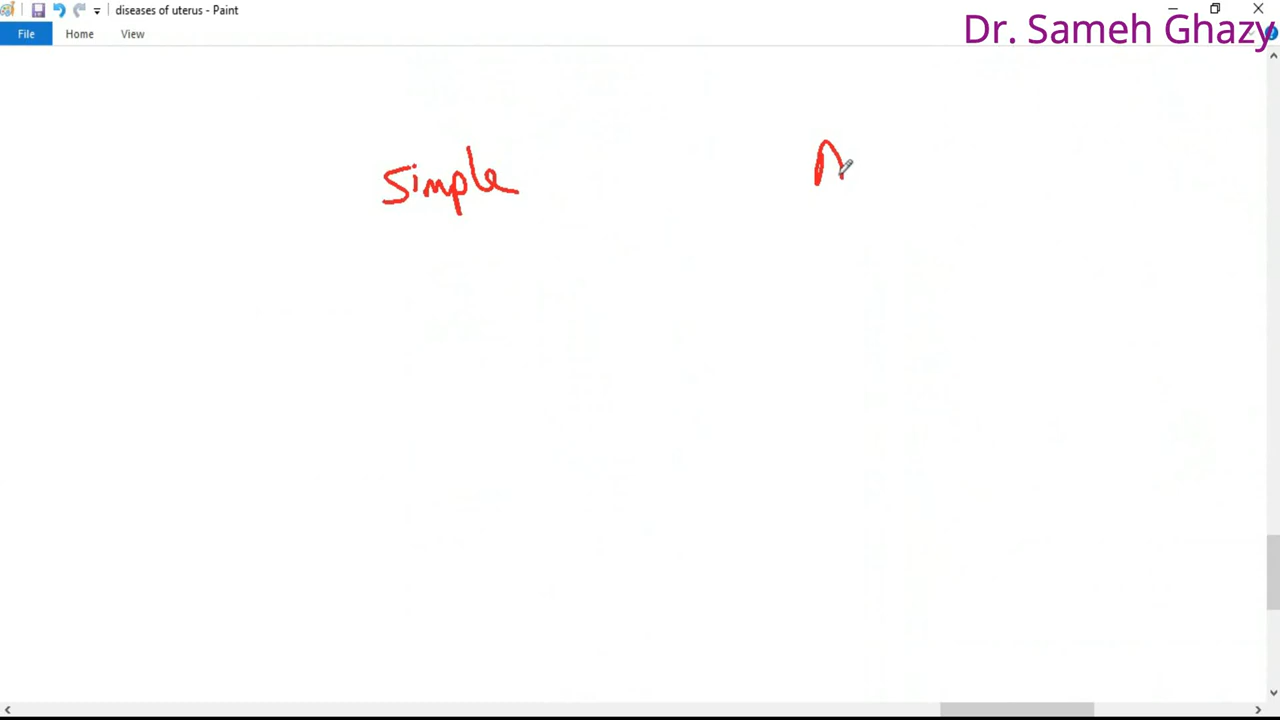 diseases of uterus - Paint
Dr. Sameh Ghazy
File Home View
simple